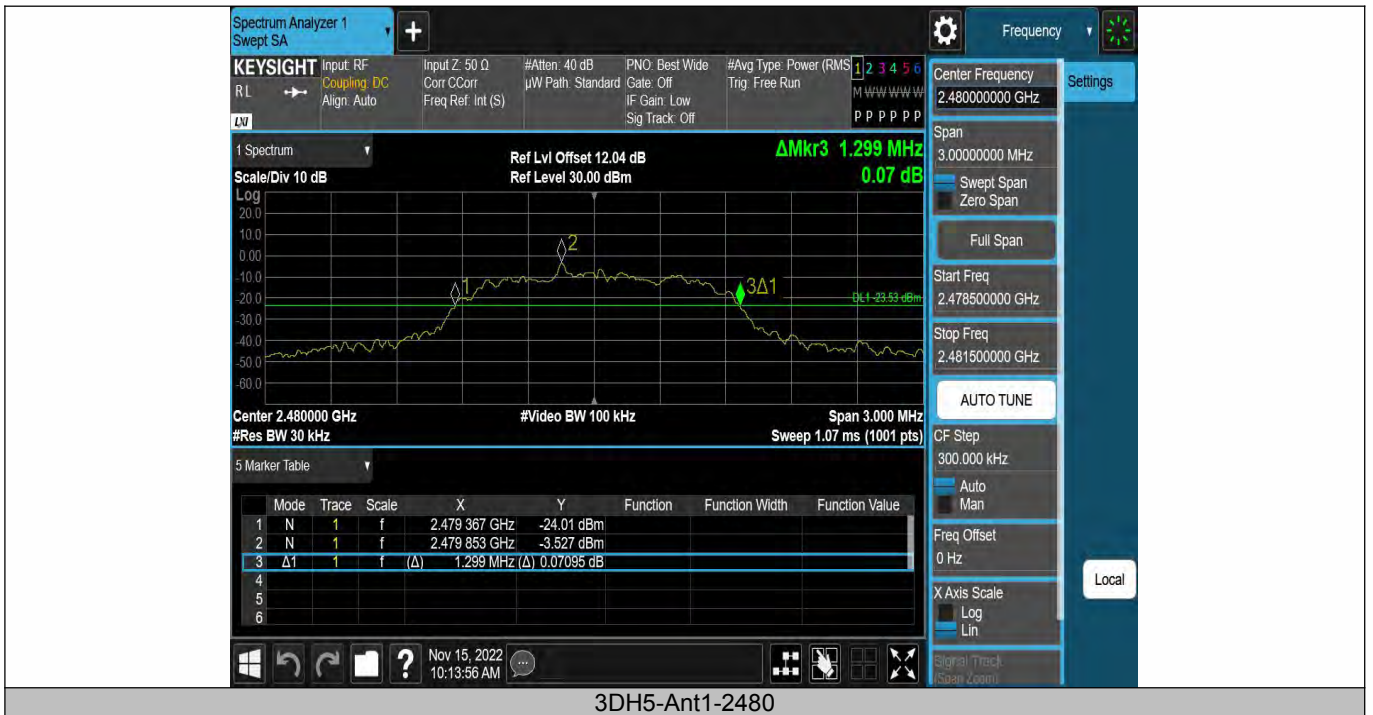 Spectrum Analyzer 1
Swept SA
+
Frequency
KEYSIGHT
RL
LXI
Input: RF
Coupling: DC
Align: Auto
Input Z: 50 Ω
Corr CCorr
Freq Ref: Int (S)
#Atten: 40 dB
µW Path: Standard
PNO: Best Wide
Gate: Off
IF Gain: Low
Sig Track: Off
#Avg Type: Power (RMS
Trig: Free Run
1 2 3 4 5 6
M W W W W W
P P P P P P
1 Spectrum
Scale/Div 10 dB
Ref Lvl Offset 12.04 dB
Ref Level 30.00 dBm
ΔMkr3 1.299 MHz
0.07 dB
Log
20.0
10.0
0.00
-10.0
-20.0
-30.0
-40.0
-50.0
-60.0
1
2
3Δ1
DL1 -23.53 dBm
Center 2.480000 GHz
#Res BW 30 kHz
#Video BW 100 kHz
Span 3.000 MHz
Sweep 1.07 ms (1001 pts)
5 Marker Table
Mode Trace Scale X Y Function Function Width Function Value
1 N 1 f 2.479 367 GHz -24.01 dBm
2 N 1 f 2.479 853 GHz -3.527 dBm
3 Δ1 1 f (Δ) 1.299 MHz (Δ) 0.07095 dB
4
5
6
?
Nov 15, 2022
10:13:56 AM
Center Frequency
2.480000000 GHz
Span
3.00000000 MHz
Swept Span
Zero Span
Full Span
Start Freq
2.478500000 GHz
Stop Freq
2.481500000 GHz
AUTO TUNE
CF Step
300.000 kHz
Auto
Man
Freq Offset
0 Hz
X Axis Scale
Log
Lin
Signal Track
(Span Zoom)
Settings
Local
3DH5-Ant1-2480